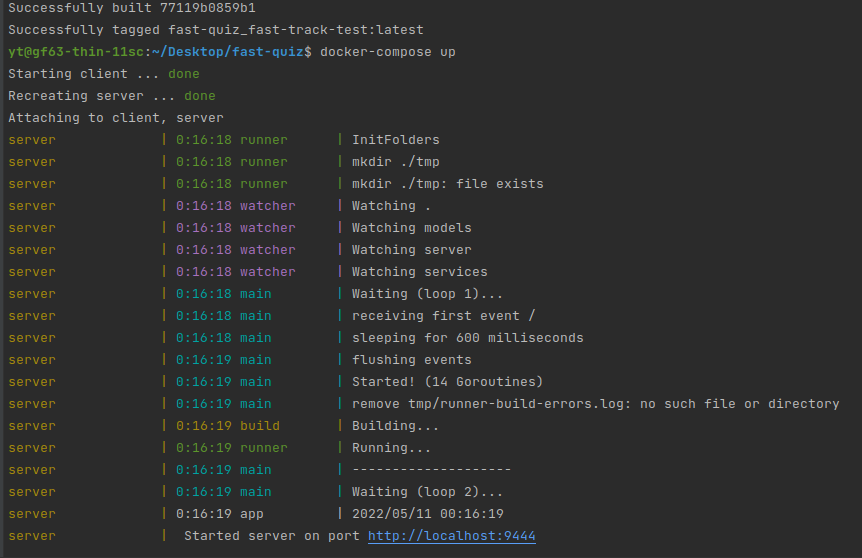 Successfully built 77119b0859b1
Successfully tagged fast-quiz_fast-track-test:latest
yt@gf63-thin-11sc:~/Desktop/fast-quiz$ docker-compose up
Starting client ... done
Recreating server ... done
Attaching to client, server
server | 0:16:18 runner | InitFolders
server | 0:16:18 runner | mkdir ./tmp
server | 0:16:18 runner | mkdir ./tmp: file exists
server | 0:16:18 watcher | Watching .
server | 0:16:18 watcher | Watching models
server | 0:16:18 watcher | Watching server
server | 0:16:18 watcher | Watching services
server | 0:16:18 main | Waiting (loop 1)...
server | 0:16:18 main | receiving first event /
server | 0:16:18 main | sleeping for 600 milliseconds
server | 0:16:19 main | flushing events
server | 0:16:19 main | Started! (14 Goroutines)
server | 0:16:19 main | remove tmp/runner-build-errors.log: no such file or directory
server | 0:16:19 build | Building...
server | 0:16:19 runner | Running...
server | 0:16:19 main | --------------------
server | 0:16:19 main | Waiting (loop 2)...
server | 0:16:19 app | 2022/05/11 00:16:19
server | Started server on port http://localhost:9444